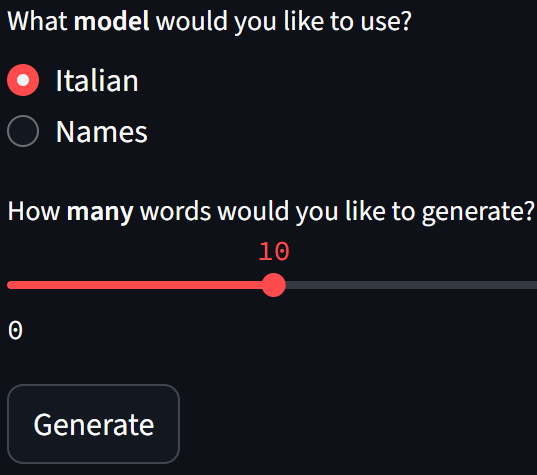 What model would you like to use?
Italian
Names
How many words would you like to generate?
10
0
Generate